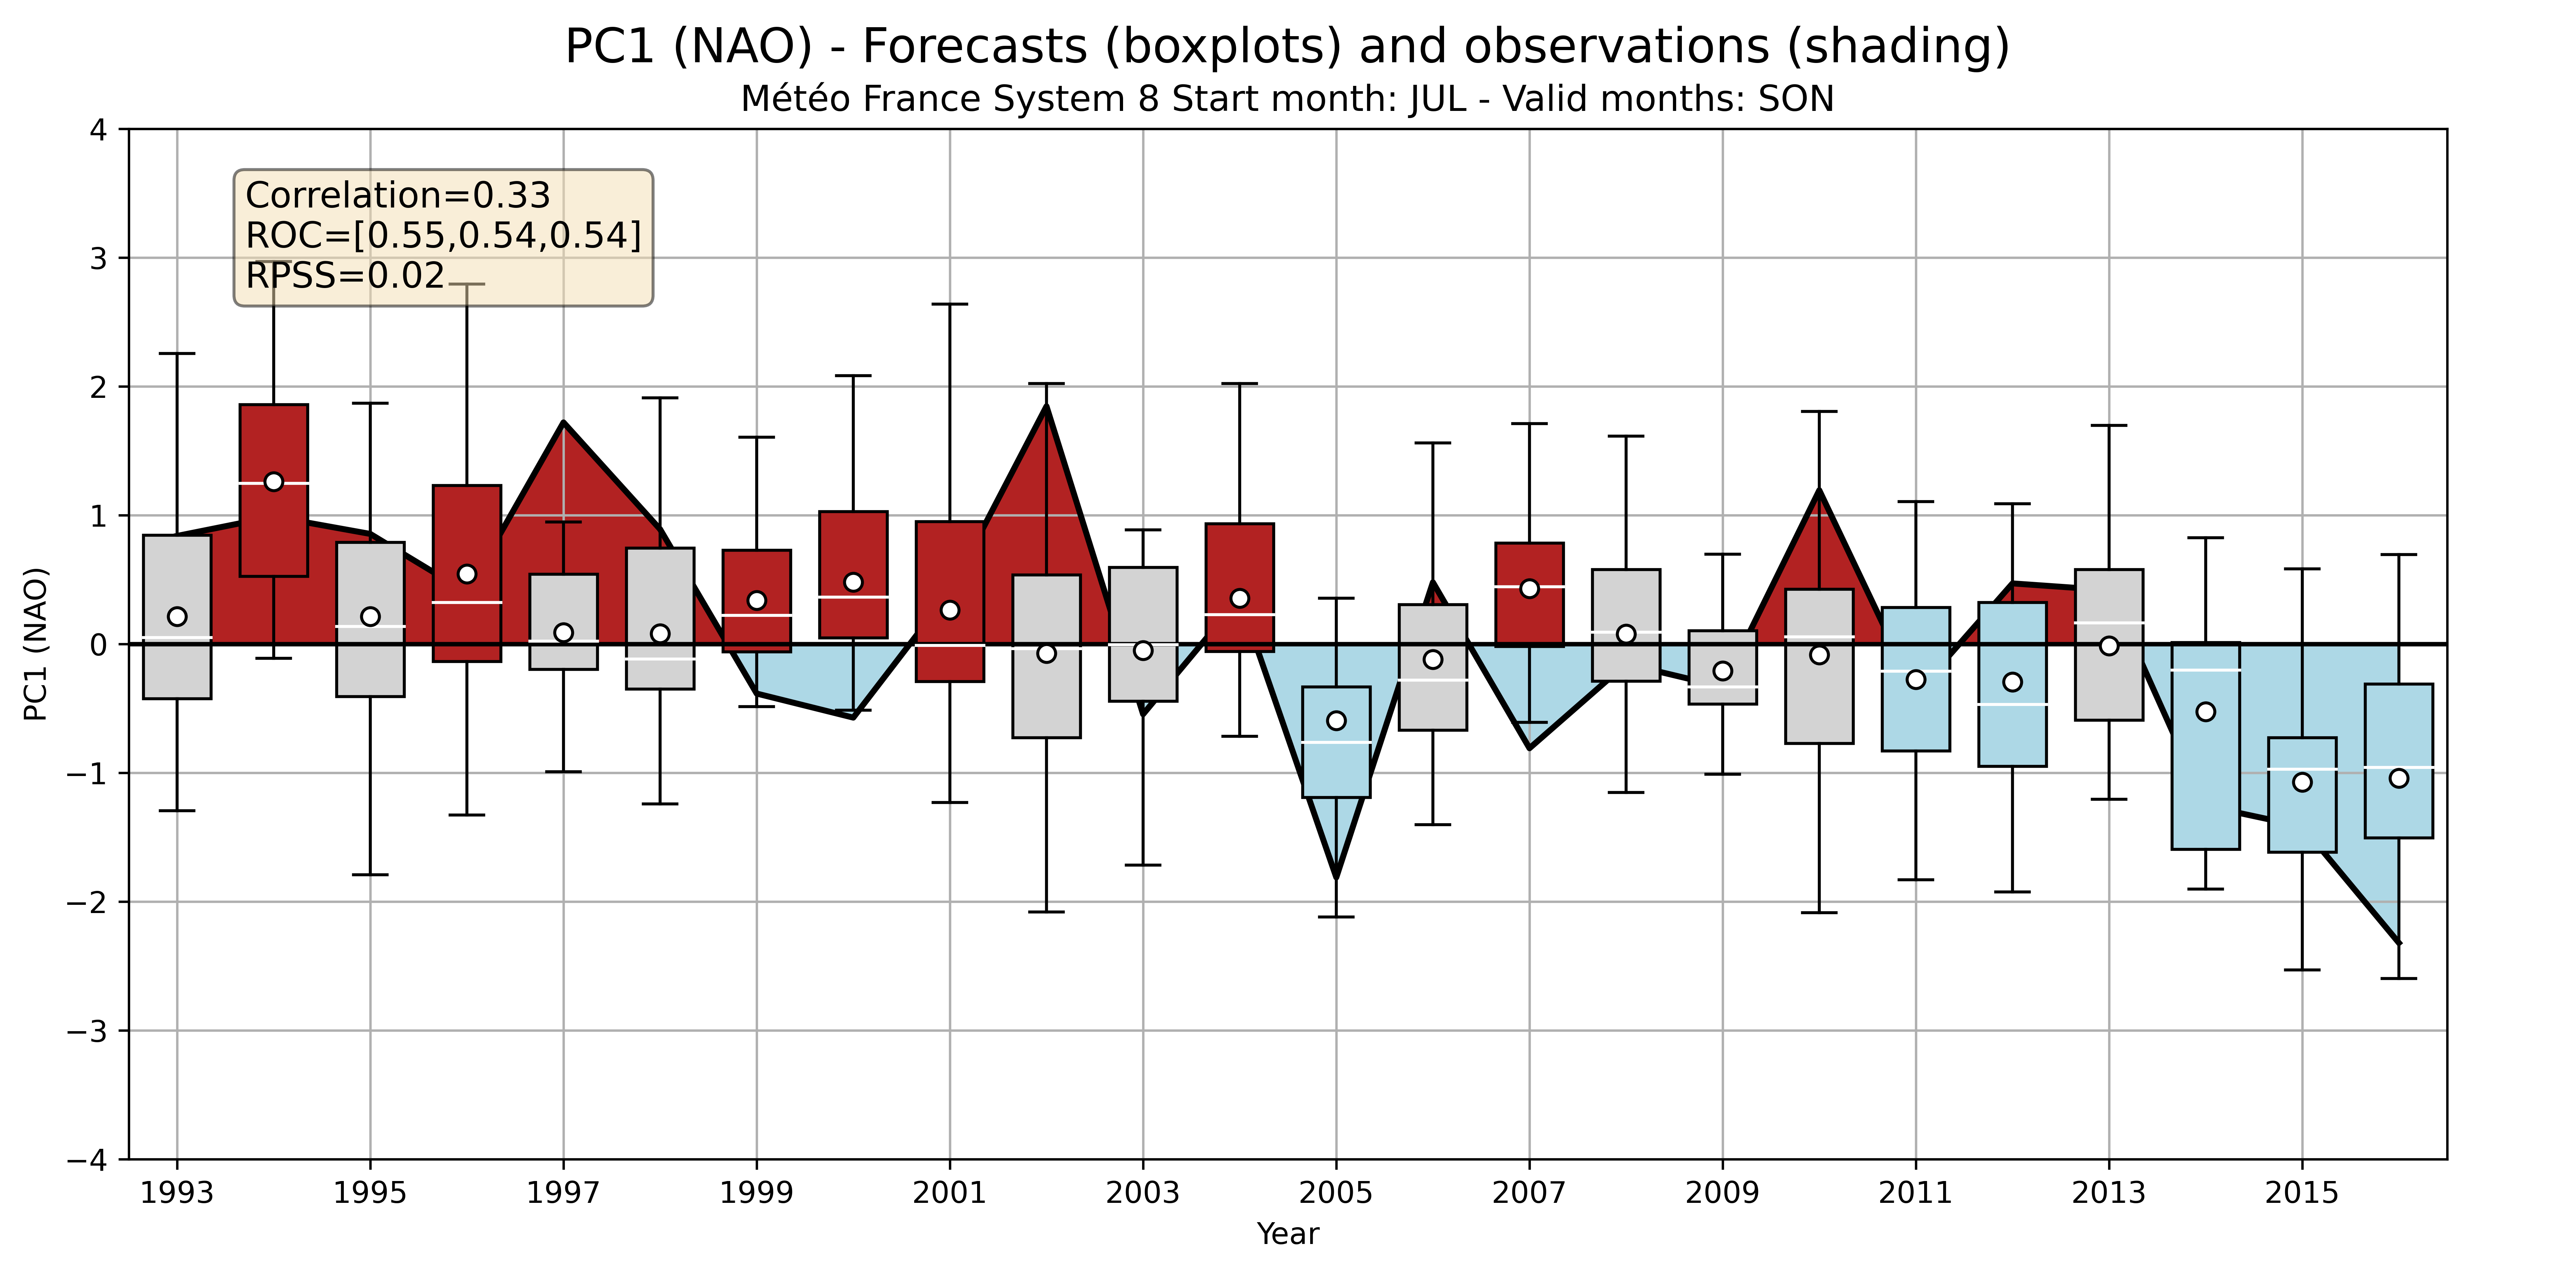 PC1 (NAO) - Forecasts (boxplots) and observations (shading)
Météo France System 8 Start month: JUL - Valid months: SON
Correlation=0.33
ROC=[0.55,0.54,0.54]
RPSS=0.02
4
3
2
1
0
−1
−2
−3
−4
PC1 (NAO)
1993 1995 1997 1999 2001 2003 2005 2007 2009 2011 2013 2015
Year